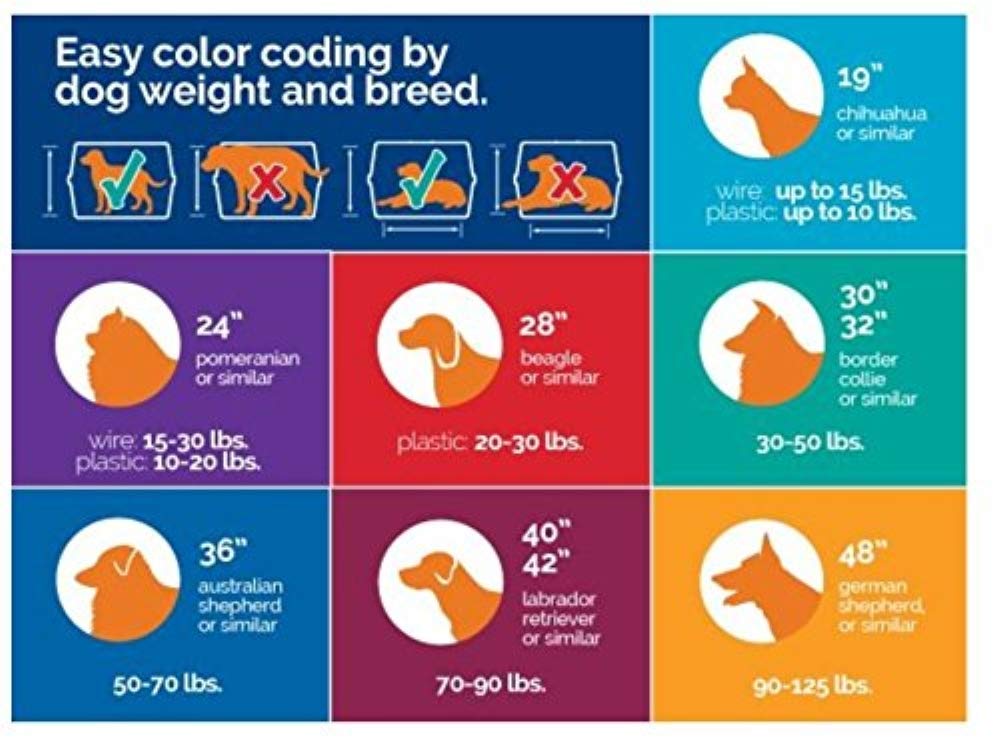 Easy color coding by
dog weight and breed.
19”
chihuahua
or similar
wire: up to 15 lbs.
plastic: up to 10 lbs.
24”
pomeranian
or similar
wire: 15-30 lbs.
plastic: 10-20 lbs.
28”
beagle
or similar
plastic: 20-30 lbs.
30”
32”
border
collie
or similar
30-50 lbs.
36”
australian
shepherd
or similar
50-70 lbs.
40”
42”
labrador
retriever
or similar
70-90 lbs.
48”
german
shepherd,
or similar
90-125 lbs.